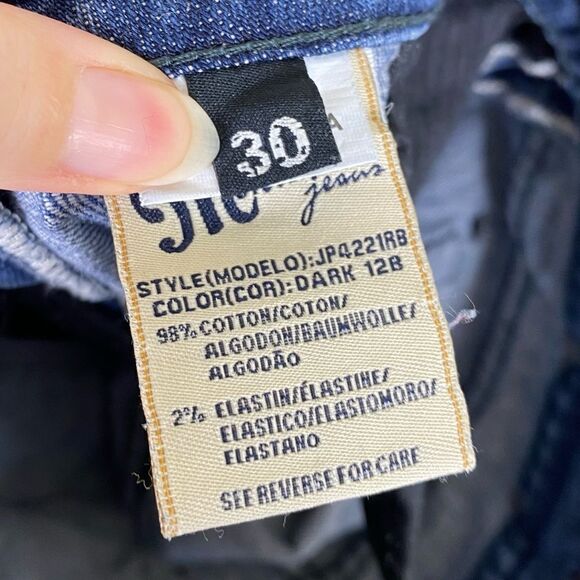 30
A
jeans
STYLE(MODELO):JP4221RB
COLOR(COR):DARK 12B
98% COTTON/COTON/
ALGODON/BAUMWOLLE/
ALGODÃO
2% ELASTIN/ÉLASTINE/
ELASTICO/ELASTOMORO/
ELASTANO
SEE REVERSE FOR CARE